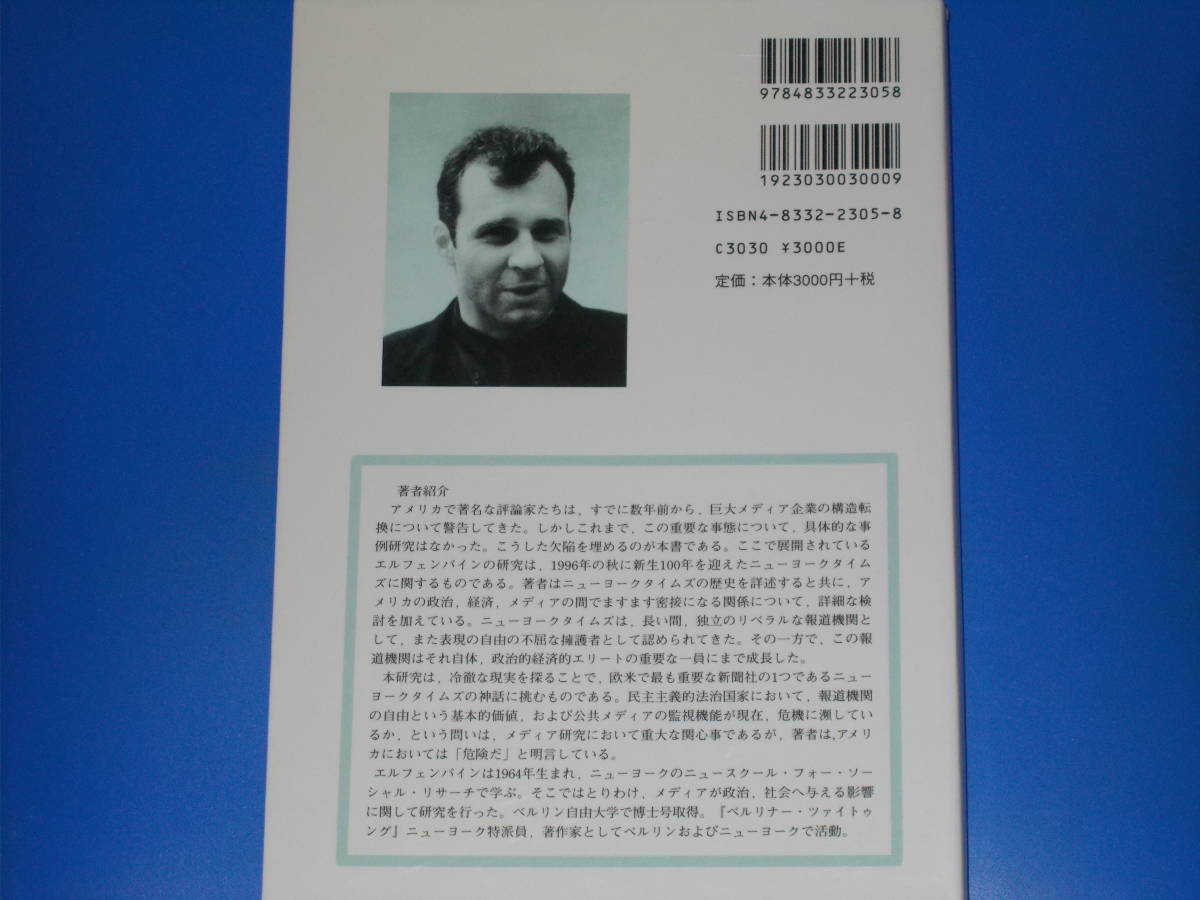 9784833223058
1923030030009
ISBN4-8332-2305-8
C3030 ¥3000E
定価：本体3000円+税
著者紹介
アメリカで著名な評論家たちは，すでに数年前から，巨大メディア企業の構造転
換について警告してきた。しかしこれまで，この重要な事態について，具体的な事
例研究はなかった。こうした欠陥を埋めるのが本書である。ここで展開されている
エルフェンバインの研究は，1996年の秋に新生100年を迎えたニューヨークタイム
ズに関するものである。著者はニューヨークタイムズの歴史を詳述すると共に，ア
メリカの政治，経済，メディアの間でますます密接になる関係について，詳細な検
討を加えている。ニューヨークタイムズは，長い間，独立のリベラルな報道機関と
して，また表現の自由の不屈な擁護者として認められてきた。その一方で，この報
道機関はそれ自体，政治的経済的エリートの重要な一員にまで成長した。
本研究は，冷徹な現実を探ることで，欧米で最も重要な新聞社の1つであるニュー
ヨークタイムズの神話に挑むものである。民主主義的法治国家において，報道機関
の自由という基本的価値，および公共メディアの監視機能が現在，危機に瀕してい
るか，という問いは，メディア研究において重大な関心事であるが，著者は,アメリ
カにおいては「危険だ」と明言している。
エルフェンバインは1964年生まれ，ニューヨークのニュースクール・フォー・ソー
シャル・リサーチで学ぶ。そこではとりわけ，メディアが政治，社会へ与える影響
に関して研究を行った。ベルリン自由大学で博士号取得。『ベルリナー・ツァイトゥ
ング』ニューヨーク特派員，著作家としてベルリンおよびニューヨークで活動。